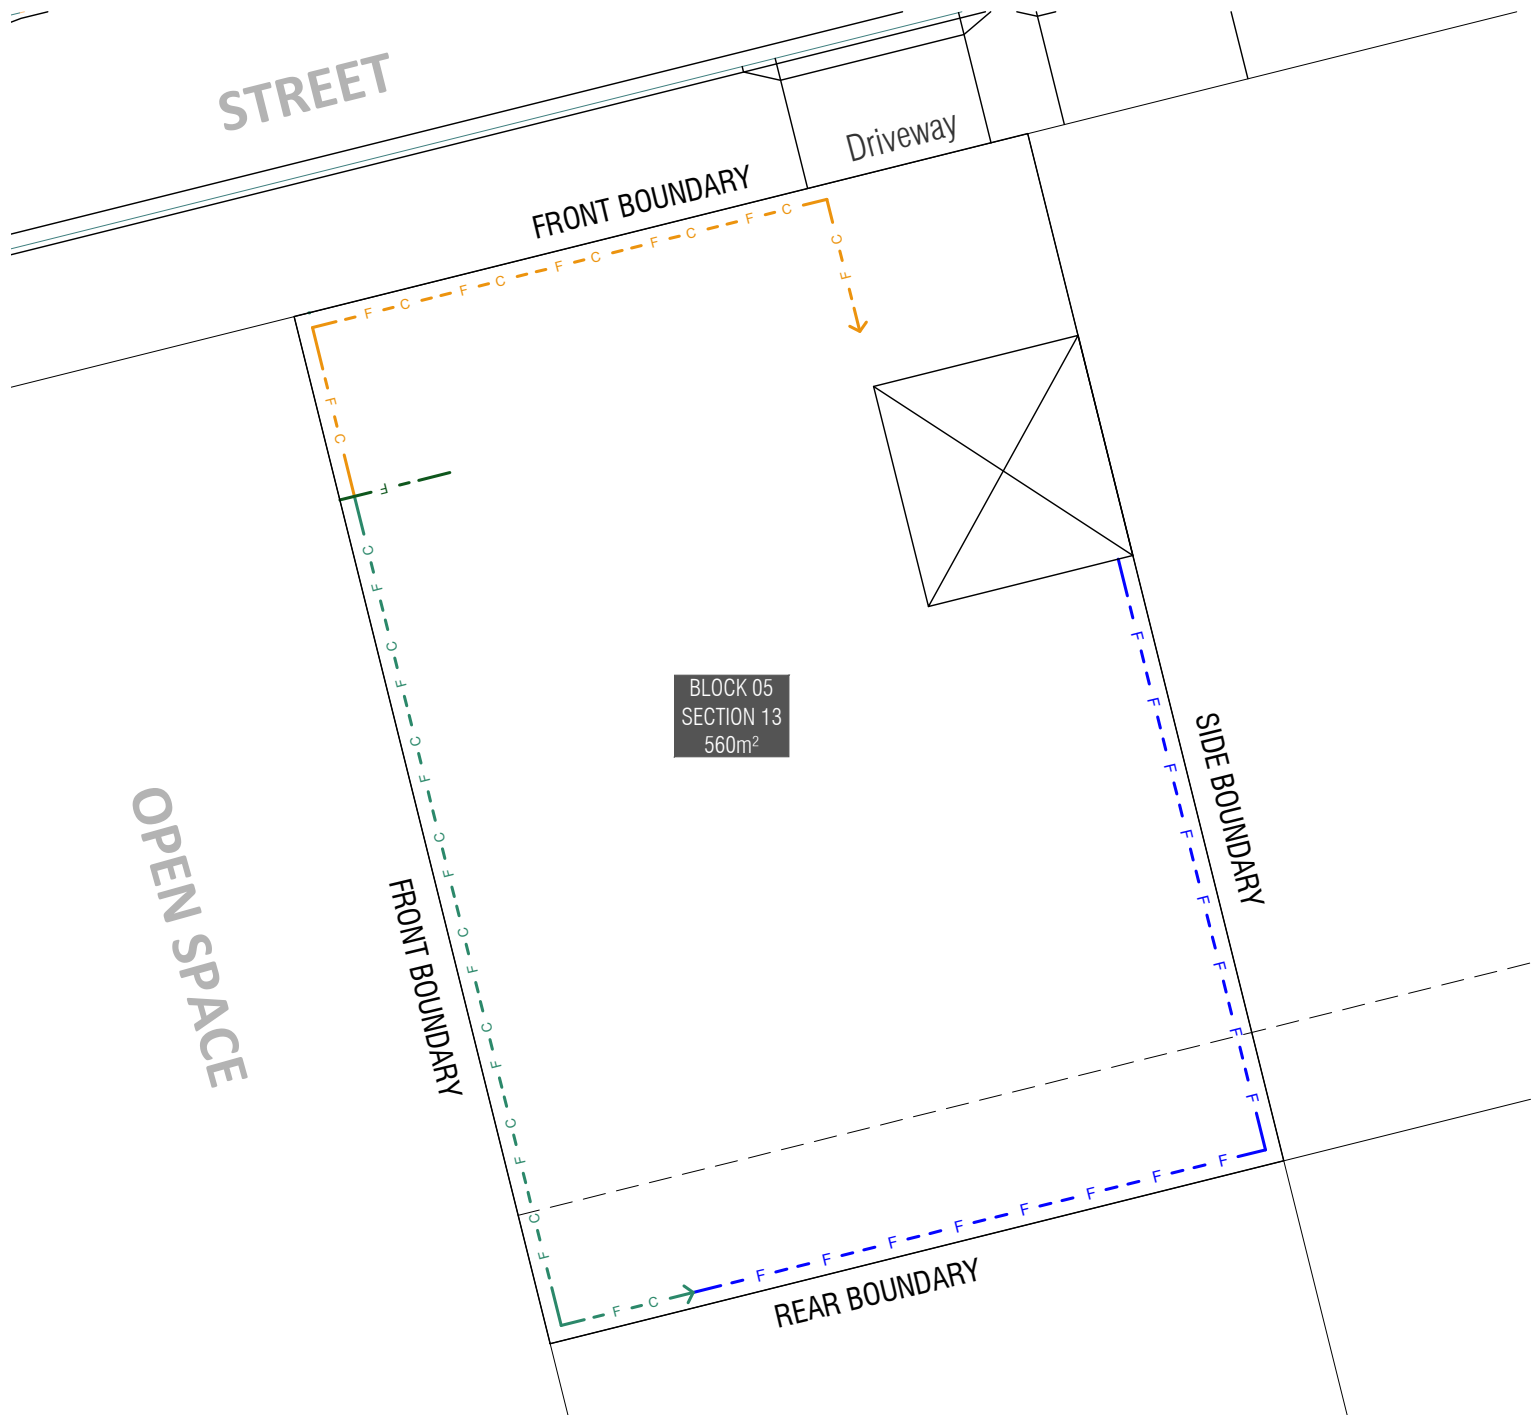 STREET
Driveway
FRONT BOUNDARY
F C F C F C F C F C
F C
C F
F
C F C F C F C F C F C F C F C F
BLOCK 05
SECTION 13
560m²
F F F F F F F F
SIDE BOUNDARY
OPEN SPACE
FRONT BOUNDARY
F C
F F F F F F F F
REAR BOUNDARY